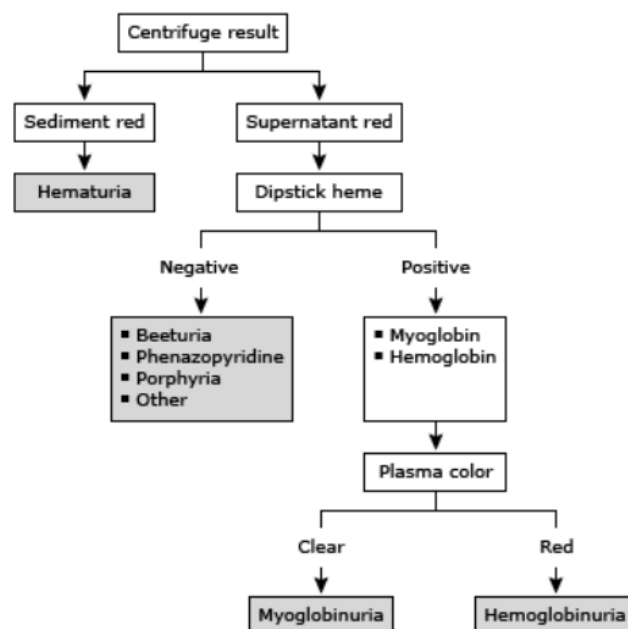 Centrifuge result
Sediment red
Supernatant red
Hematuria
Dipstick heme
Negative
Positive
▪ Beeturia
▪ Phenazopyridine
▪ Porphyria
▪ Other
▪ Myoglobin
▪ Hemoglobin
Plasma color
Clear
Red
Myoglobinuria
Hemoglobinuria